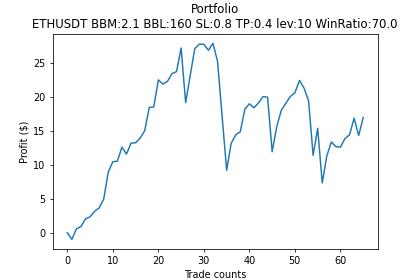 Portfolio
ETHUSDT BBM:2.1 BBL:160 SL:0.8 TP:0.4 lev:10 WinRatio:70.0
Profit ($)
25
20
15
10
5
0
0 10 20 30 40 50 60
Trade counts